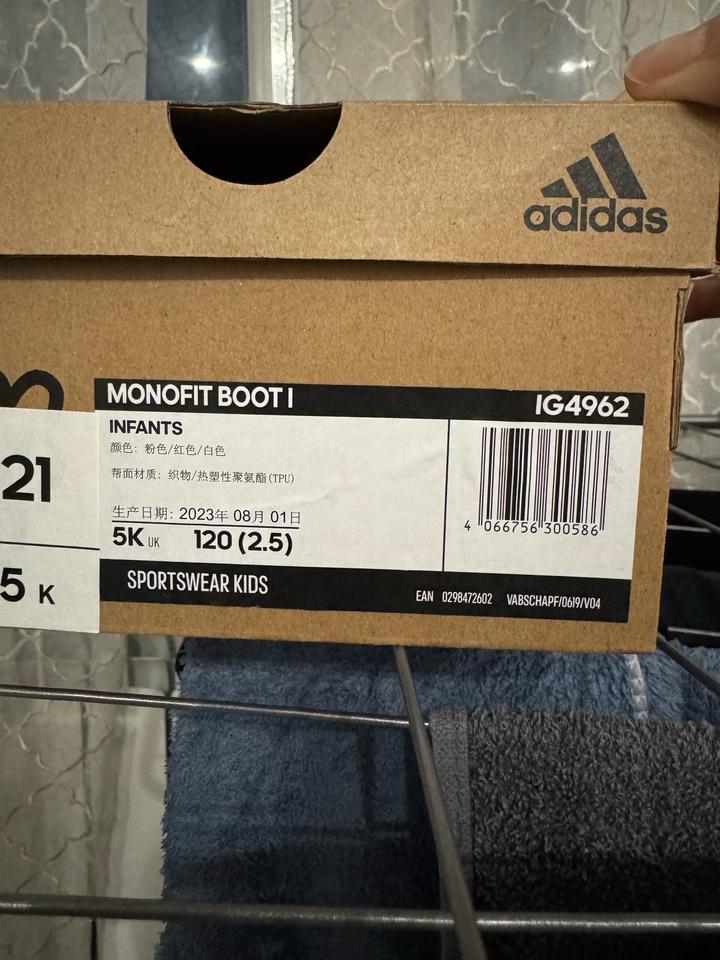 adidas
MONOFIT BOOT I IG4962
INFANTS
颜色: 粉色/红色/白色
帮面材质: 织物/热塑性聚氨酯(TPU)
生产日期: 2023年 08月 01日
5K UK 120 (2.5)
4 066756 300586
SPORTSWEAR KIDS
EAN 0298472602 VABSCHAPF/0619/V04
21
5 K